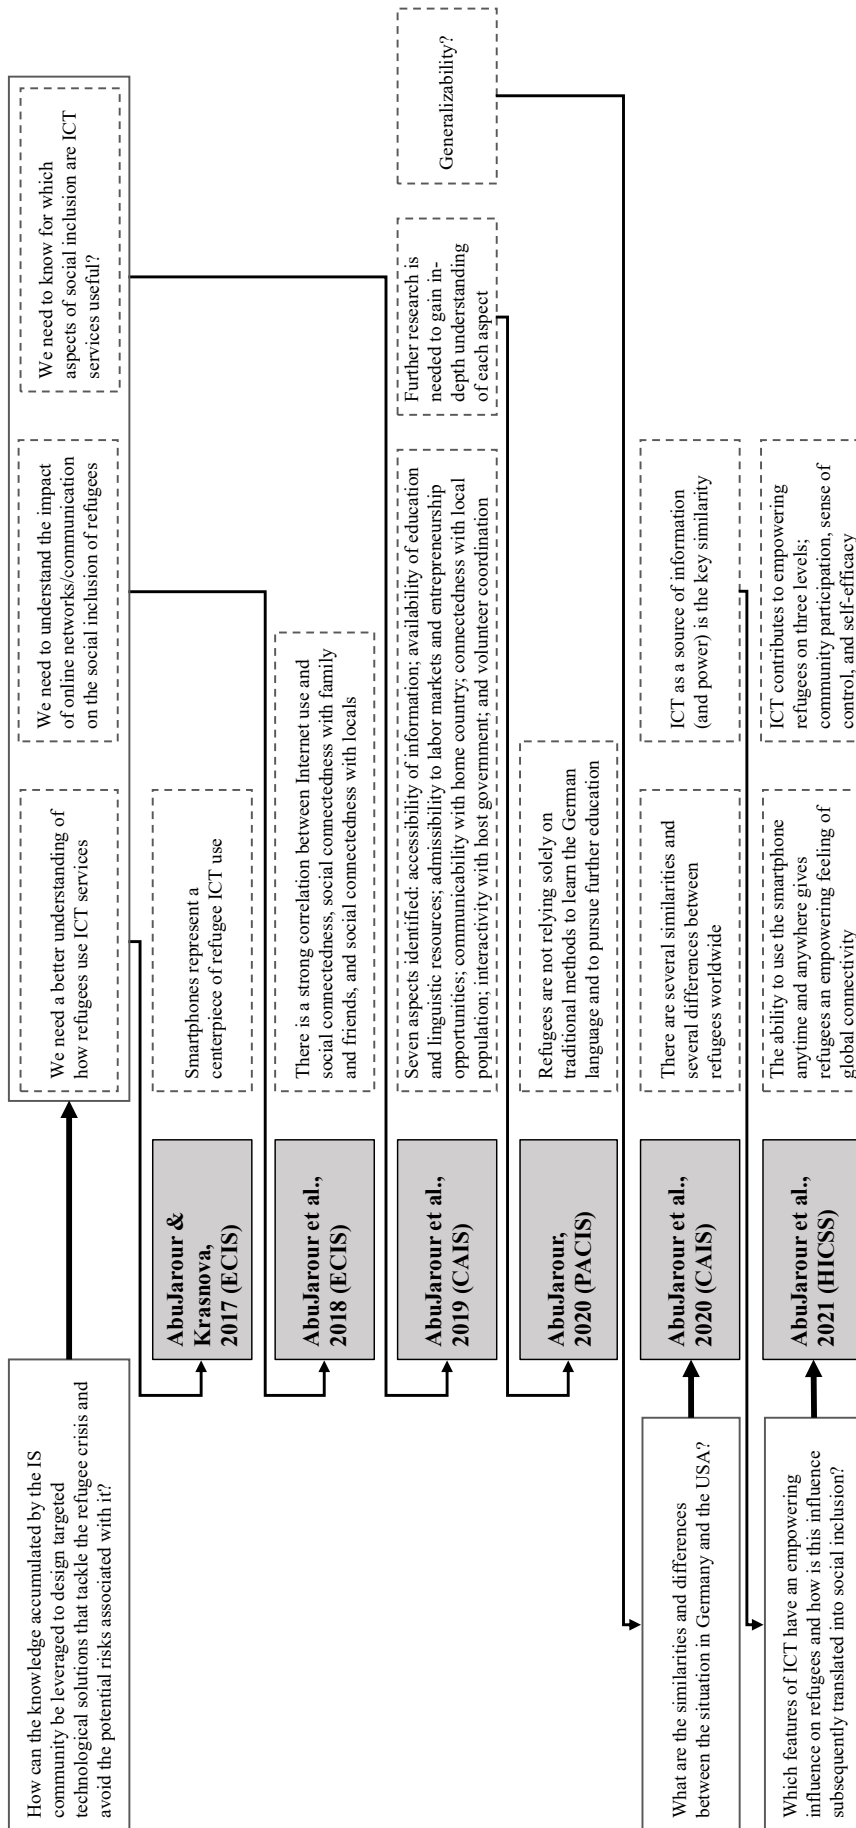 How can the knowledge accumulated by the IS
community be leveraged to design targeted
technological solutions that tackle the refugee crisis and
avoid the potential risks associated with it?
We need a better understanding of
how refugees use ICT services
We need to understand the impact
of online networks/communication
on the social inclusion of refugees
We need to know for which
aspects of social inclusion are ICT
services useful?
AbuJarour &
Krasnova,
2017 (ECIS)
Smartphones represent a
centerpiece of refugee ICT use
AbuJarour et al.,
2018 (ECIS)
There is a strong correlation between Internet use and
social connectedness, social connectedness with family
and friends, and social connectedness with locals
AbuJarour et al.,
2019 (CAIS)
Seven aspects identified: accessibility of information; availability of education
and linguistic resources; admissibility to labor markets and entrepreneurship
opportunities; communicability with home country; connectedness with local
population; interactivity with host government; and volunteer coordination
Further research is
needed to gain in-
depth understanding
of each aspect
Generalizability?
AbuJarour,
2020 (PACIS)
Refugees are not relying solely on
traditional methods to learn the German
language and to pursue further education
What are the similarities and differences
between the situation in Germany and the USA?
AbuJarour et al.,
2020 (CAIS)
There are several similarities and
several differences between
refugees worldwide
ICT as a source of information
(and power) is the key similarity
Which features of ICT have an empowering
influence on refugees and how is this influence
subsequently translated into social inclusion?
AbuJarour et al.,
2021 (HICSS)
The ability to use the smartphone
anytime and anywhere gives
refugees an empowering feeling of
global connectivity
ICT contributes to empowering
refugees on three levels;
community participation, sense of
control, and self-efficacy